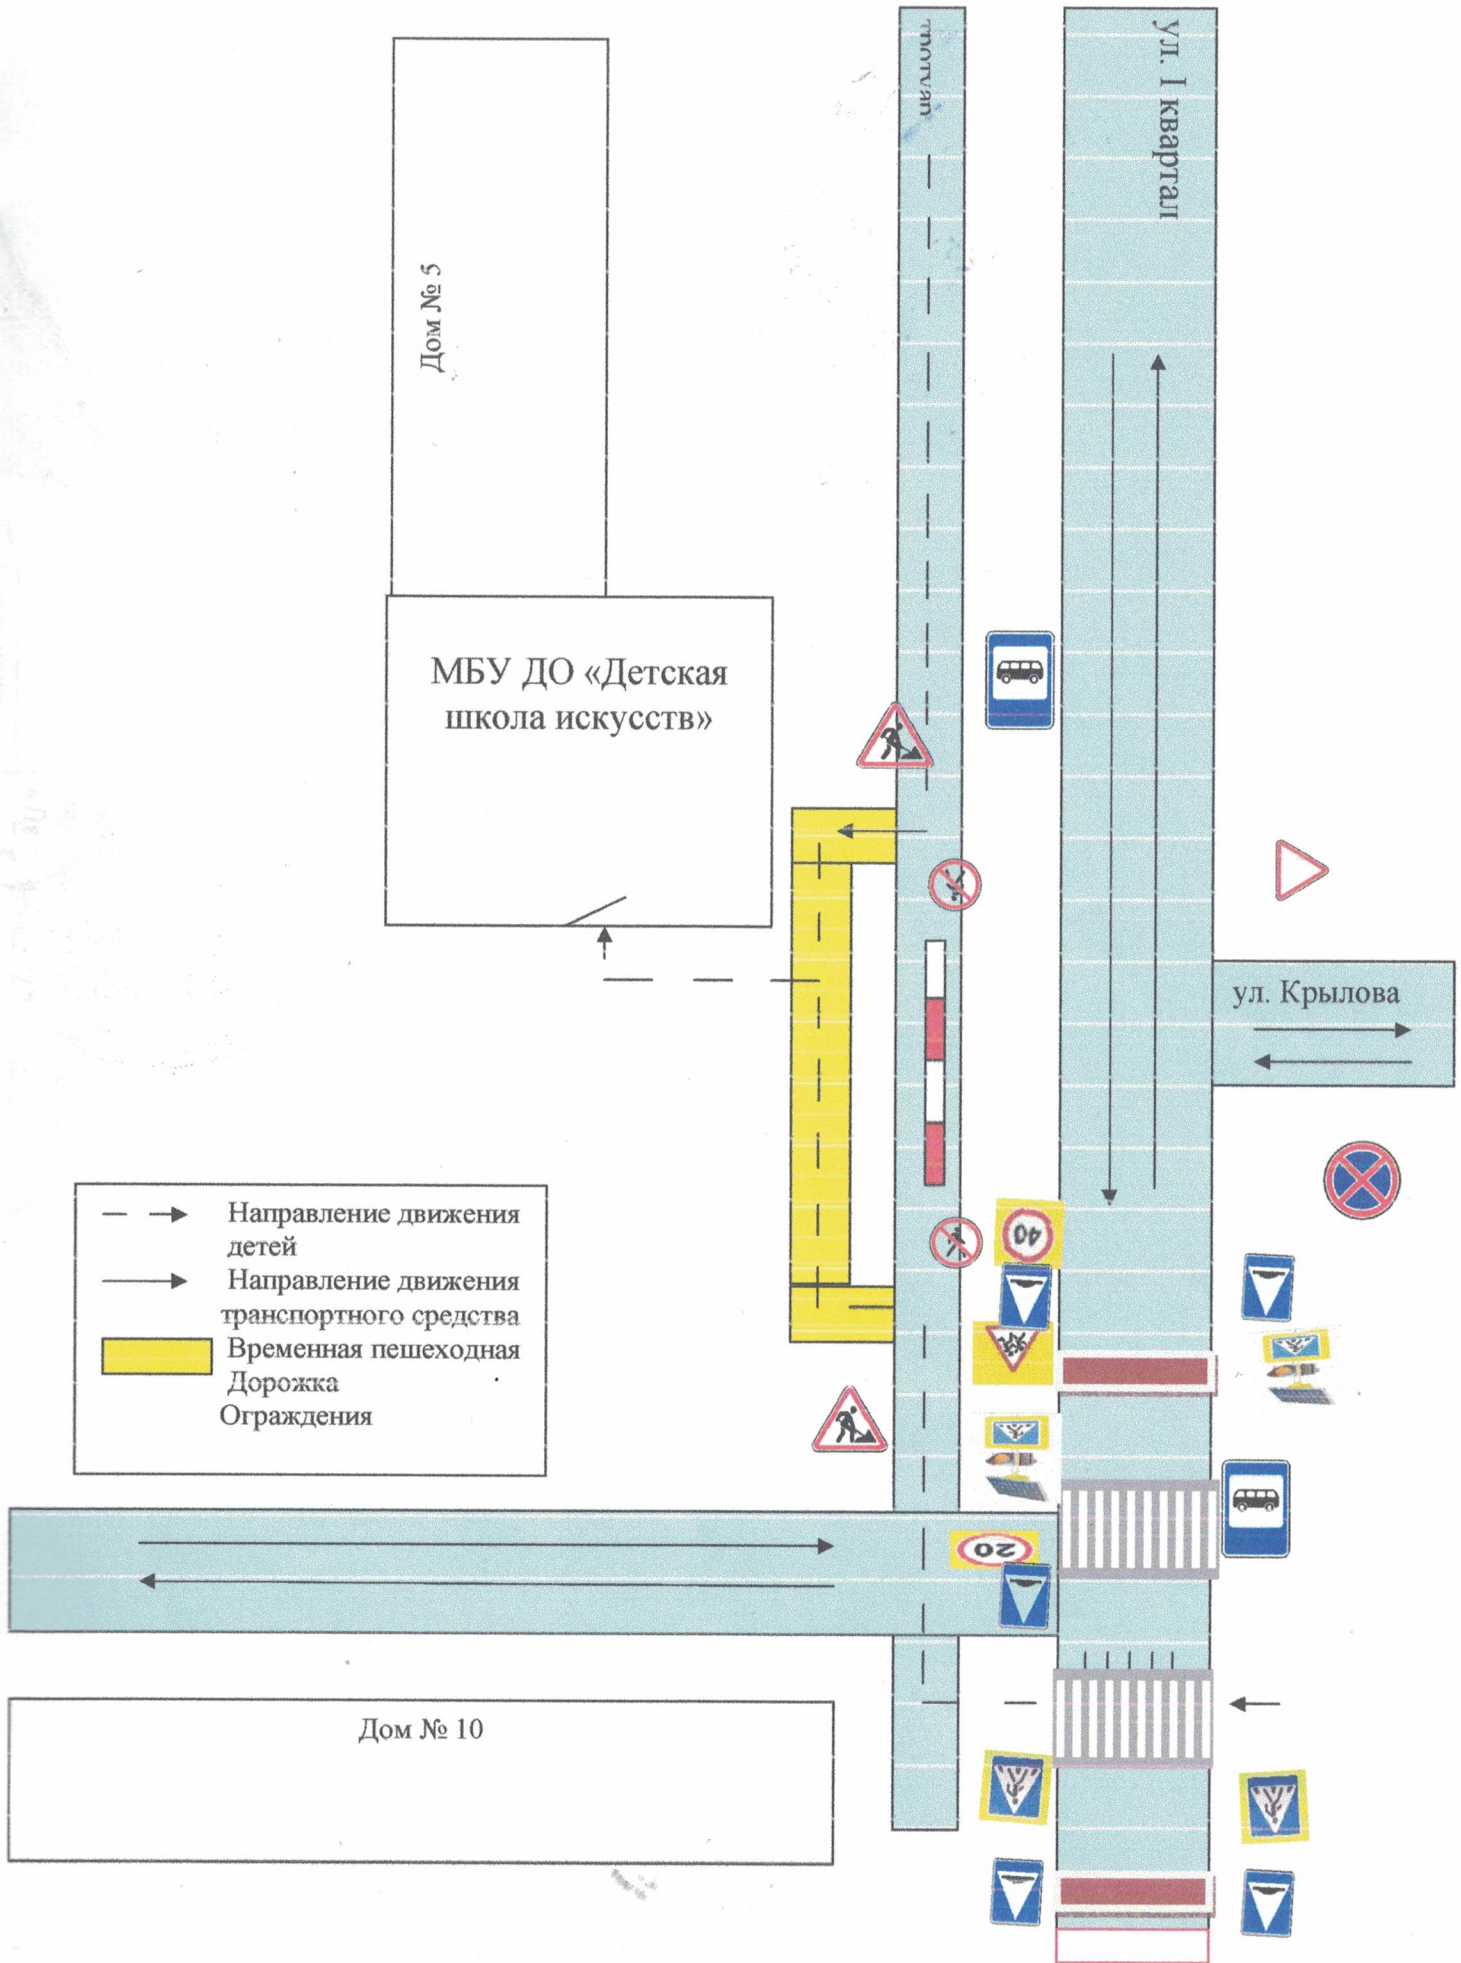 тротуар
ул. I квартал
Дом № 5
МБУ ДО «Детская
школа искусств»
ул. Крылова
40
Направление движения
детей
Направление движения
транспортного средства
Временная пешеходная
Дорожка
Ограждения
20
Дом № 10